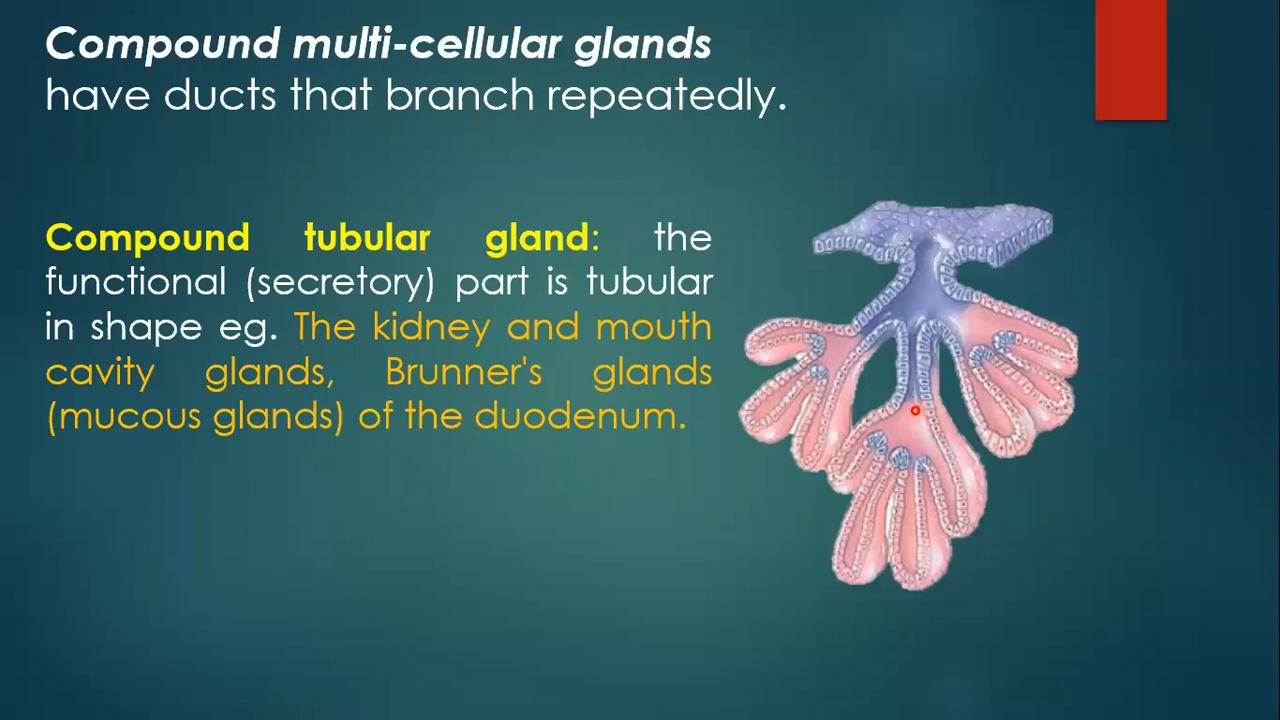 Compound multi-cellular glands
have ducts that branch repeatedly.
Compound tubular gland: the
functional (secretory) part is tubular
in shape eg. The kidney and mouth
cavity glands, Brunner's glands
(mucous glands) of the duodenum.